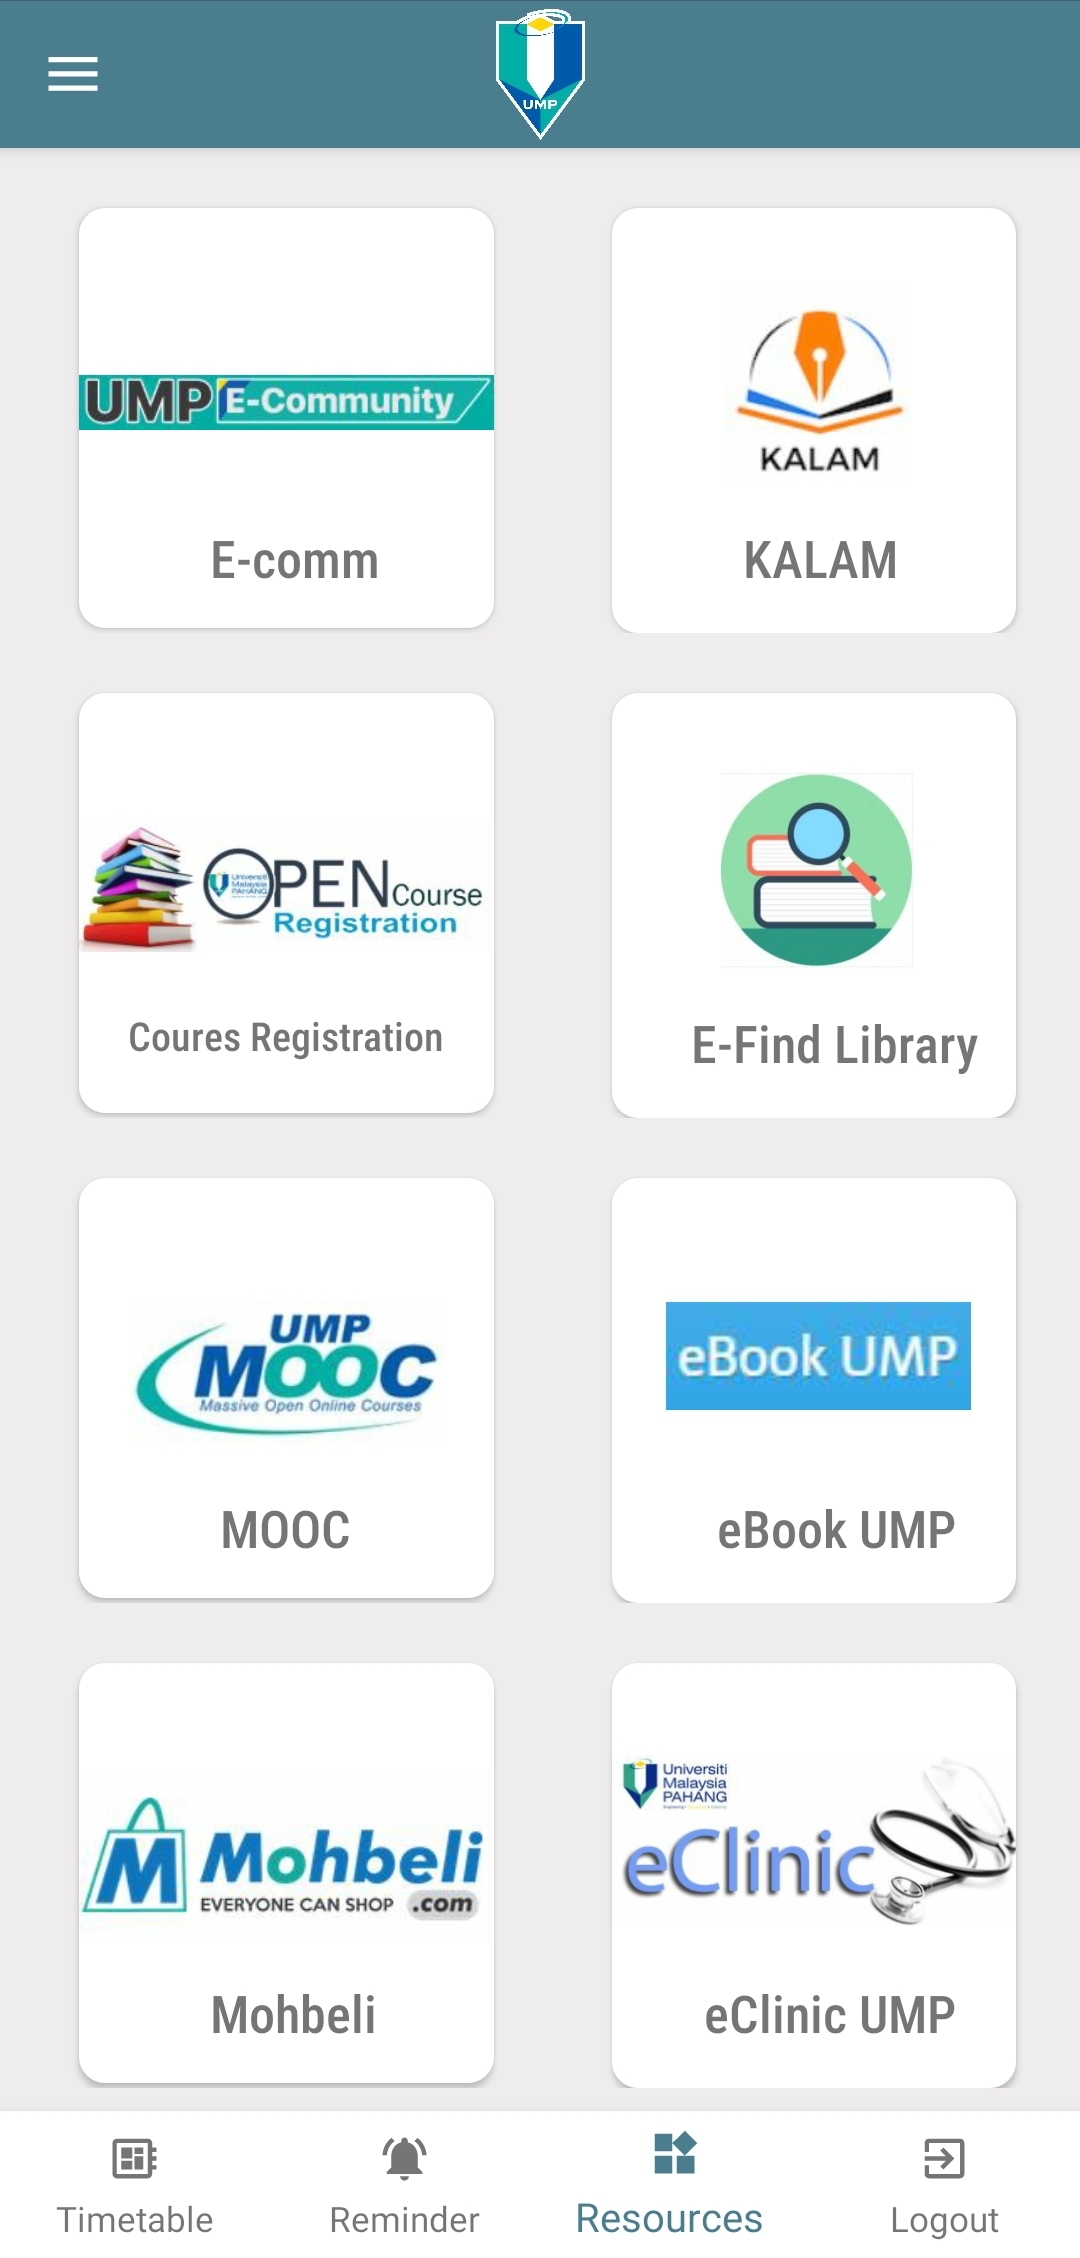 UMP
UMP E-Community
E-comm
KALAM
KALAM
Universiti
Malaysia
PAHANG
OPEN Course
Registration
Coures Registration
E-Find Library
UMP
MOOC
Massive Open Online Courses
MOOC
eBook UMP
eBook UMP
M Mohbeli
EVERYONE CAN SHOP .com
Mohbeli
Universiti
Malaysia
PAHANG
eClinic
eClinic UMP
Timetable
Reminder
Resources
Logout